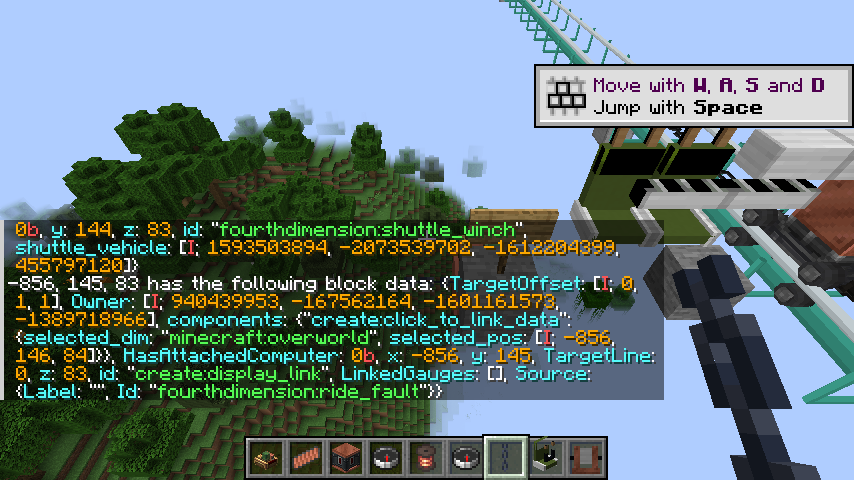 Move with W, A, S and D
Jump with Space
0b, y: 144, z: 83, id: "fourthdimension:shuttle_winch",
shuttle_vehicle: [I; 1593503894, -2073539702, -1612204399,
455797120]}
-856, 145, 83 has the following block data: {TargetOffset: [I; 0,
1, 1], Owner: [I; 940439953, -167562164, -1601161573,
-1389718966], components: {"create:click_to_link_data":
{selected_dim: "minecraft:overworld", selected_pos: [I; -856,
146, 84]}}, HasAttachedComputer: 0b, x: -856, y: 145, TargetLine:
0, z: 83, id: "create:display_link", LinkedGauges: [], Source:
{Label: "", Id: "fourthdimension:ride_fault"}}